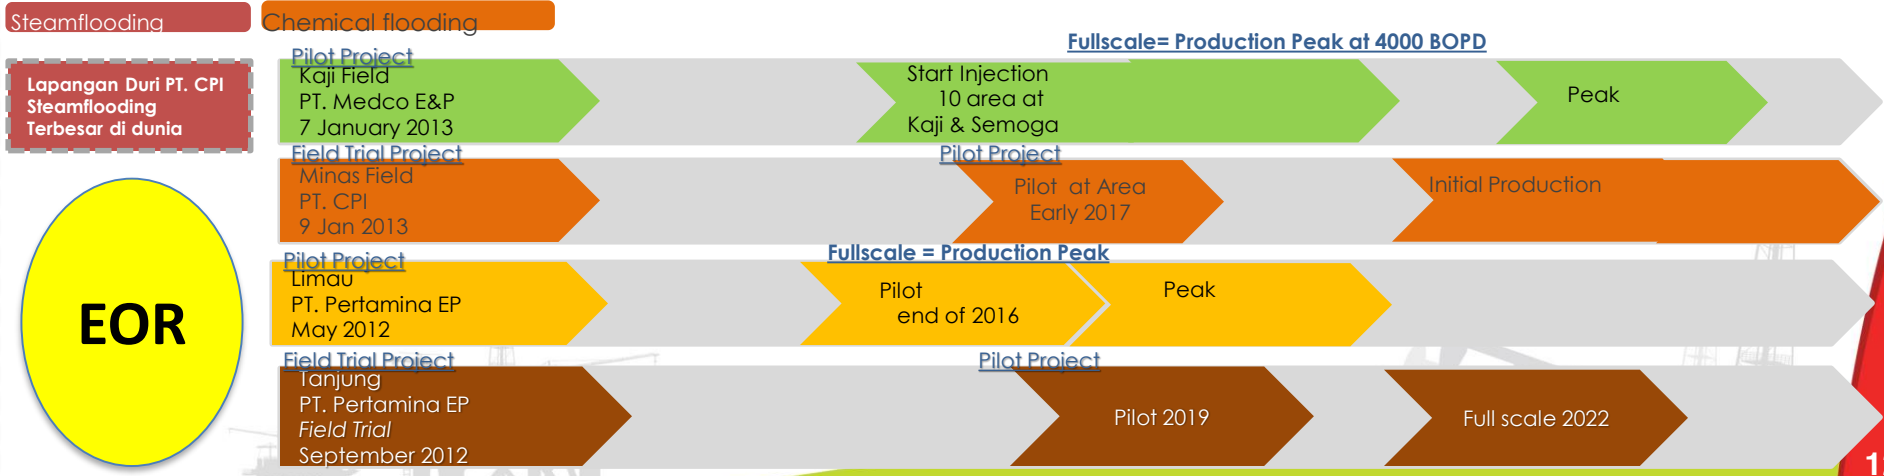 Steamflooding
Chemical flooding
Lapangan Duri PT. CPI
Steamflooding
Terbesar di dunia
EOR
Fullscale= Production Peak at 4000 BOPD
Pilot Project
Kaji Field
PT. Medco E&P
7 January 2013
Start Injection
10 area at
Kaji & Semoga
Peak
Field Trial Project
Minas Field
PT. CPI
9 Jan 2013
Pilot Project
Pilot at Area
Early 2017
Initial Production
Fullscale = Production Peak
Pilot Project
Limau
PT. Pertamina EP
May 2012
Pilot
end of 2016
Peak
Field Trial Project
Tanjung
PT. Pertamina EP
Field Trial
September 2012
Pilot Project
Pilot 2019
Full scale 2022